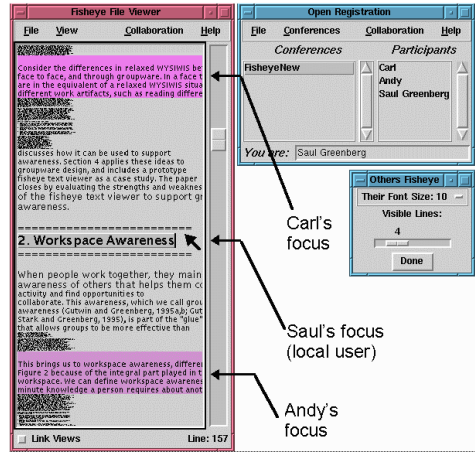 Fisheye File Viewer
File View Collaboration Help
Consider the differences in relaxed WYSIWIS be
face to face, and through groupware. In a face t
are in the equivalent of a relaxed WYSIWIS situa
different work artifacts, such as reading differe
discusses how it can be used to support
awareness. Section 4 applies these ideas to
groupware design, and includes a prototype
fisheye text viewer as a case study. The paper
closes by evaluating the strengths and weaknes
of the fisheye text viewer to support gr
awareness.
==============================
2. Workspace Awareness
==============================
When people work together, they main
awareness of others that helps them co
activity and find opportunities to
collaborate. This awareness, which we call grou
awareness (Gutwin and Greenberg, 1995a,b; Gut
Stark and Greenberg, 1995), is part of the "glue"
that allows groups to be more effective than
This brings us to workspace awareness, differe
Figure 2 because of the integral part played in t
workspace. We can define workspace awarenes
minute knowledge a person requires about anot
Link Views Line: 157
Open Registration
File Conferences Collaboration Help
Conferences Participants
FisheyeNew
Carl
Andy
Saul Greenberg
You are: Saul Greenberg
Others Fisheye
Their Font Size: 10
Visible Lines:
4
Done
Carl's
focus
Saul's focus
(local user)
Andy's
focus